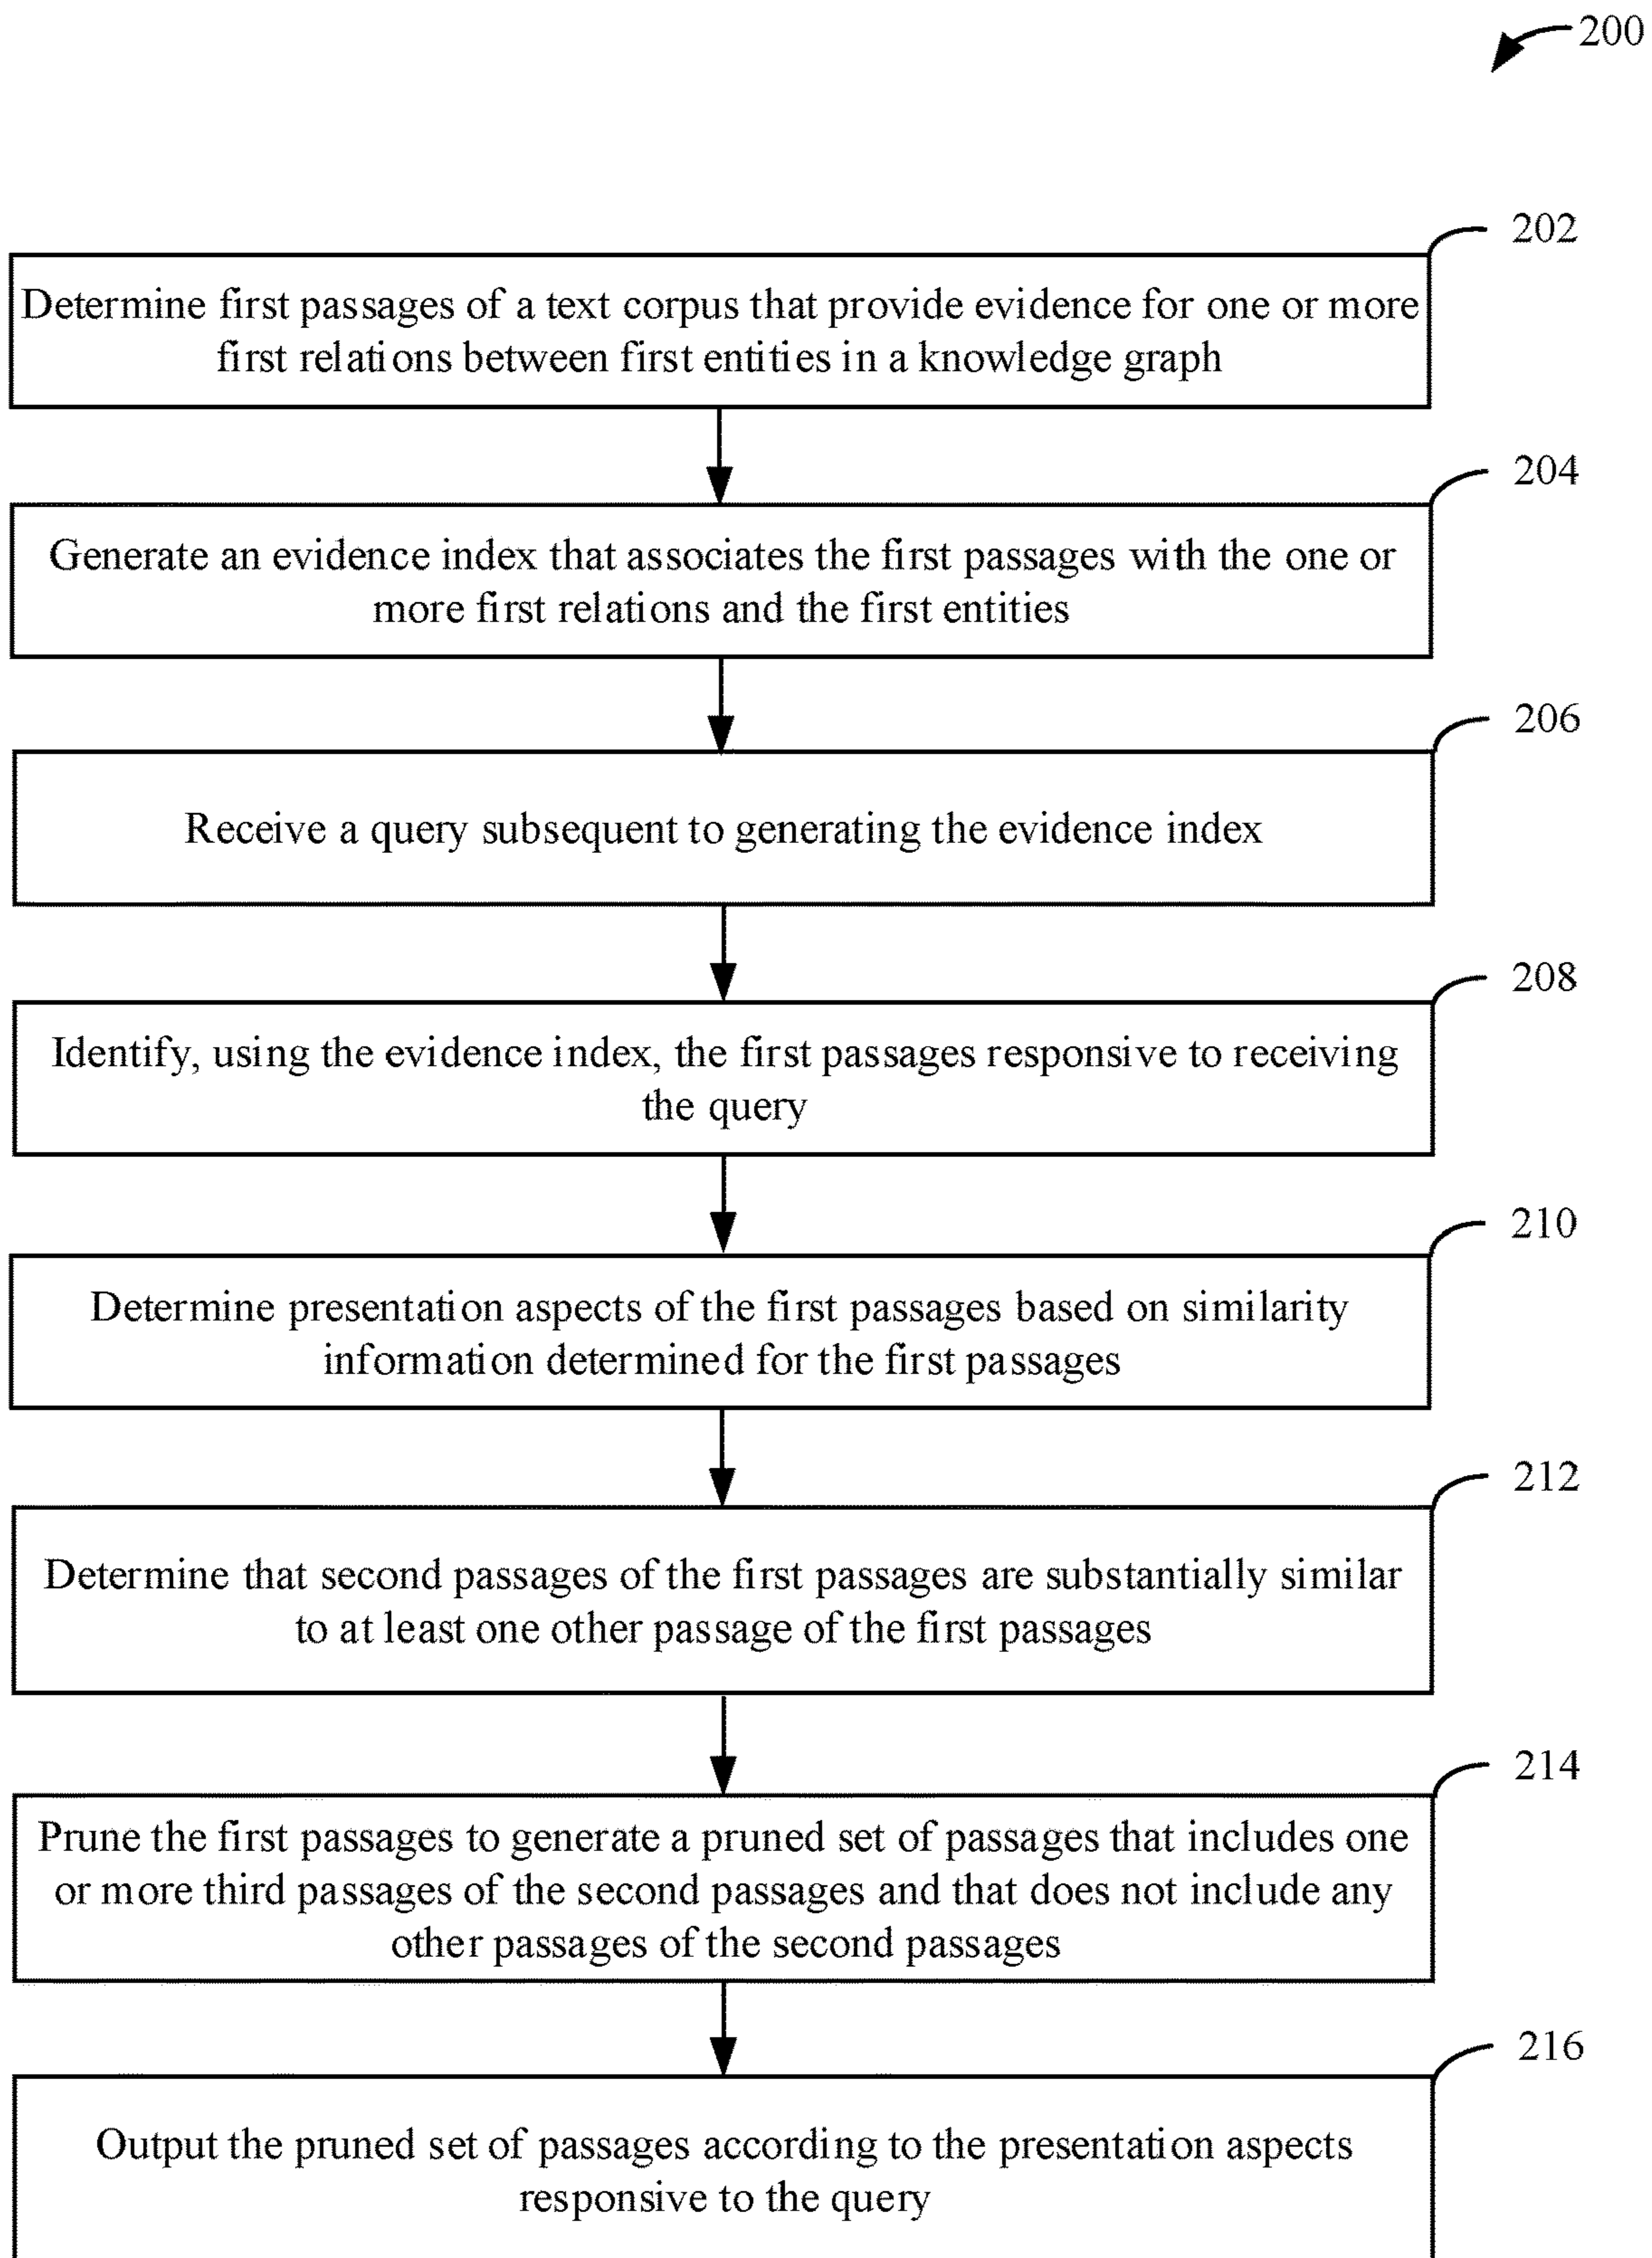 200
202
Determine first passages of a text corpus that provide evidence for one or more
first relations between first entities in a knowledge graph
204
Generate an evidence index that associates the first passages with the one or
more first relations and the first entities
206
Receive a query subsequent to generating the evidence index
208
Identify, using the evidence index, the first passages responsive to receiving
the query
210
Determine presentation aspects of the first passages based on similarity
information determined for the first passages
212
Determine that second passages of the first passages are substantially similar
to at least one other passage of the first passages
214
Prune the first passages to generate a pruned set of passages that includes one
or more third passages of the second passages and that does not include any
other passages of the second passages
216
Output the pruned set of passages according to the presentation aspects
responsive to the query